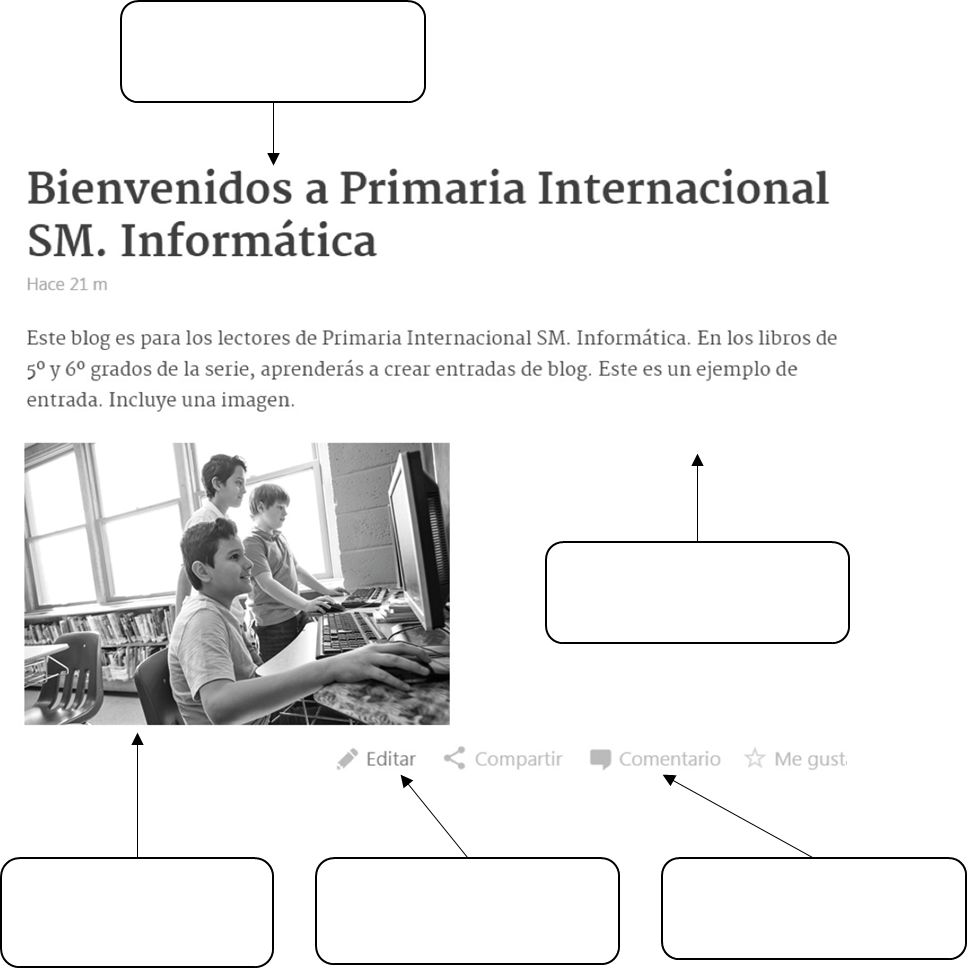 Bienvenidos a Primaria Internacional
SM. Informática
Hace 21 m
Este blog es para los lectores de Primaria Internacional SM. Informática. En los libros de
5º y 6º grados de la serie, aprenderás a crear entradas de blog. Este es un ejemplo de
entrada. Incluye una imagen.
Editar Compartir Comentario Me gusta